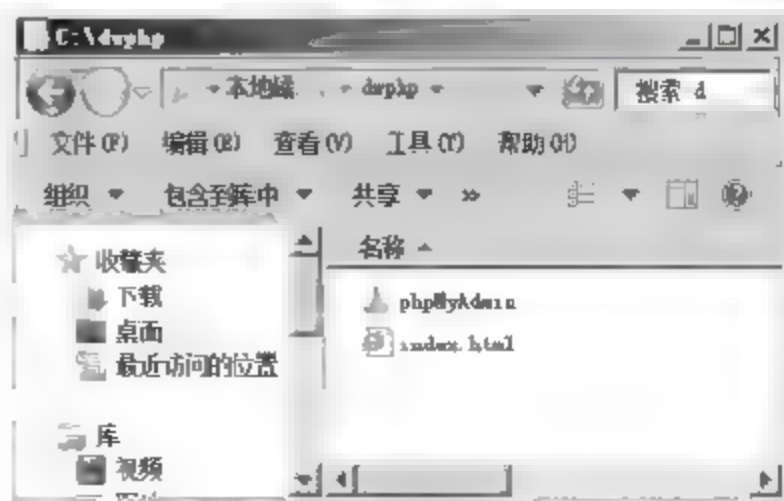 C:\dwphp
本地磁 dwphp 搜索 d
文件(F) 编辑(E) 查看(V) 工具(T) 帮助(H)
组织 包含到库中 共享 »
收藏夹
下载
桌面
最近访问的位置
库
视频
名称
phpMyAdmin
index.html